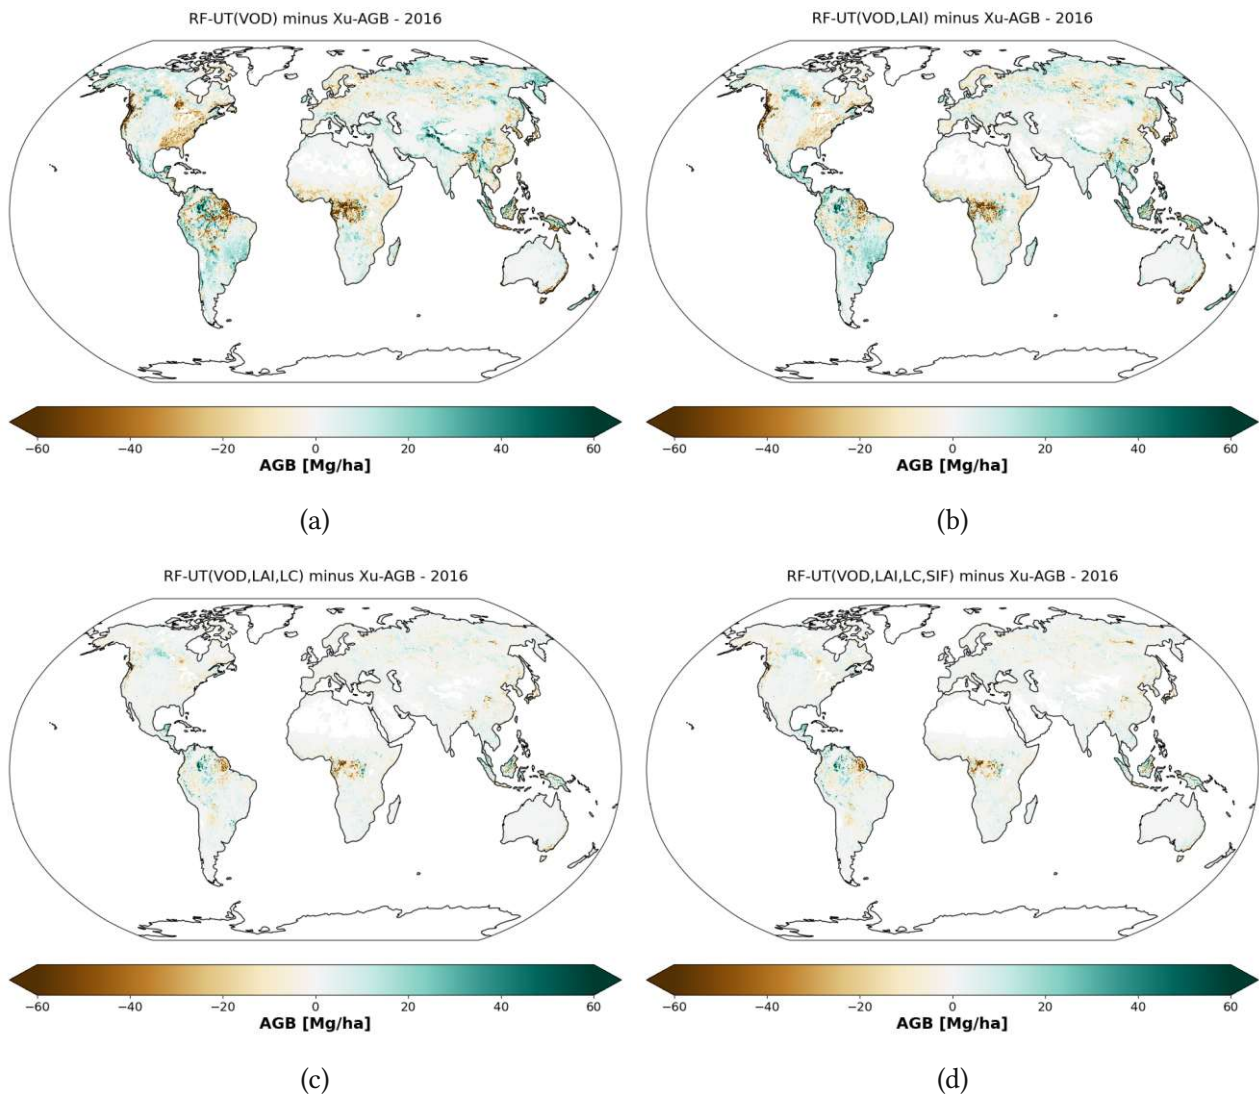 RF-UT(VOD) minus Xu-AGB - 2016
−60 −40 −20 0 20 40 60
AGB [Mg/ha]
(a)
RF-UT(VOD,LAI) minus Xu-AGB - 2016
−60 −40 −20 0 20 40 60
AGB [Mg/ha]
(b)
RF-UT(VOD,LAI,LC) minus Xu-AGB - 2016
−60 −40 −20 0 20 40 60
AGB [Mg/ha]
(c)
RF-UT(VOD,LAI,LC,SIF) minus Xu-AGB - 2016
−60 −40 −20 0 20 40 60
AGB [Mg/ha]
(d)